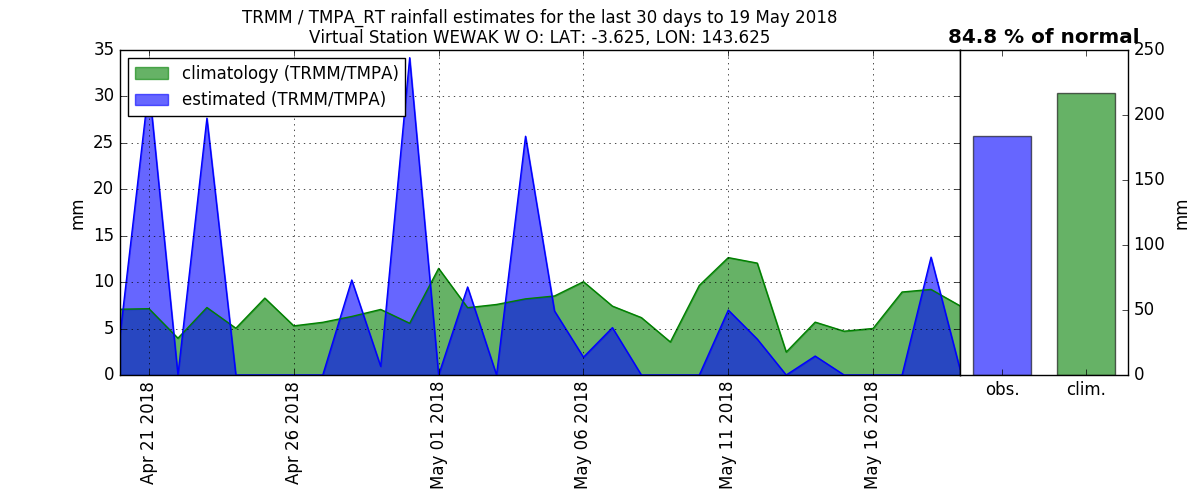 TRMM / TMPA_RT rainfall estimates for the last 30 days to 19 May 2018
Virtual Station WEWAK W O: LAT: -3.625, LON: 143.625
84.8 % of normal
climatology (TRMM/TMPA)
estimated (TRMM/TMPA)
35
30
25
20
15
10
5
0
mm
Apr 21 2018
Apr 26 2018
May 01 2018
May 06 2018
May 11 2018
May 16 2018
250
200
150
100
50
0
mm
obs.
clim.